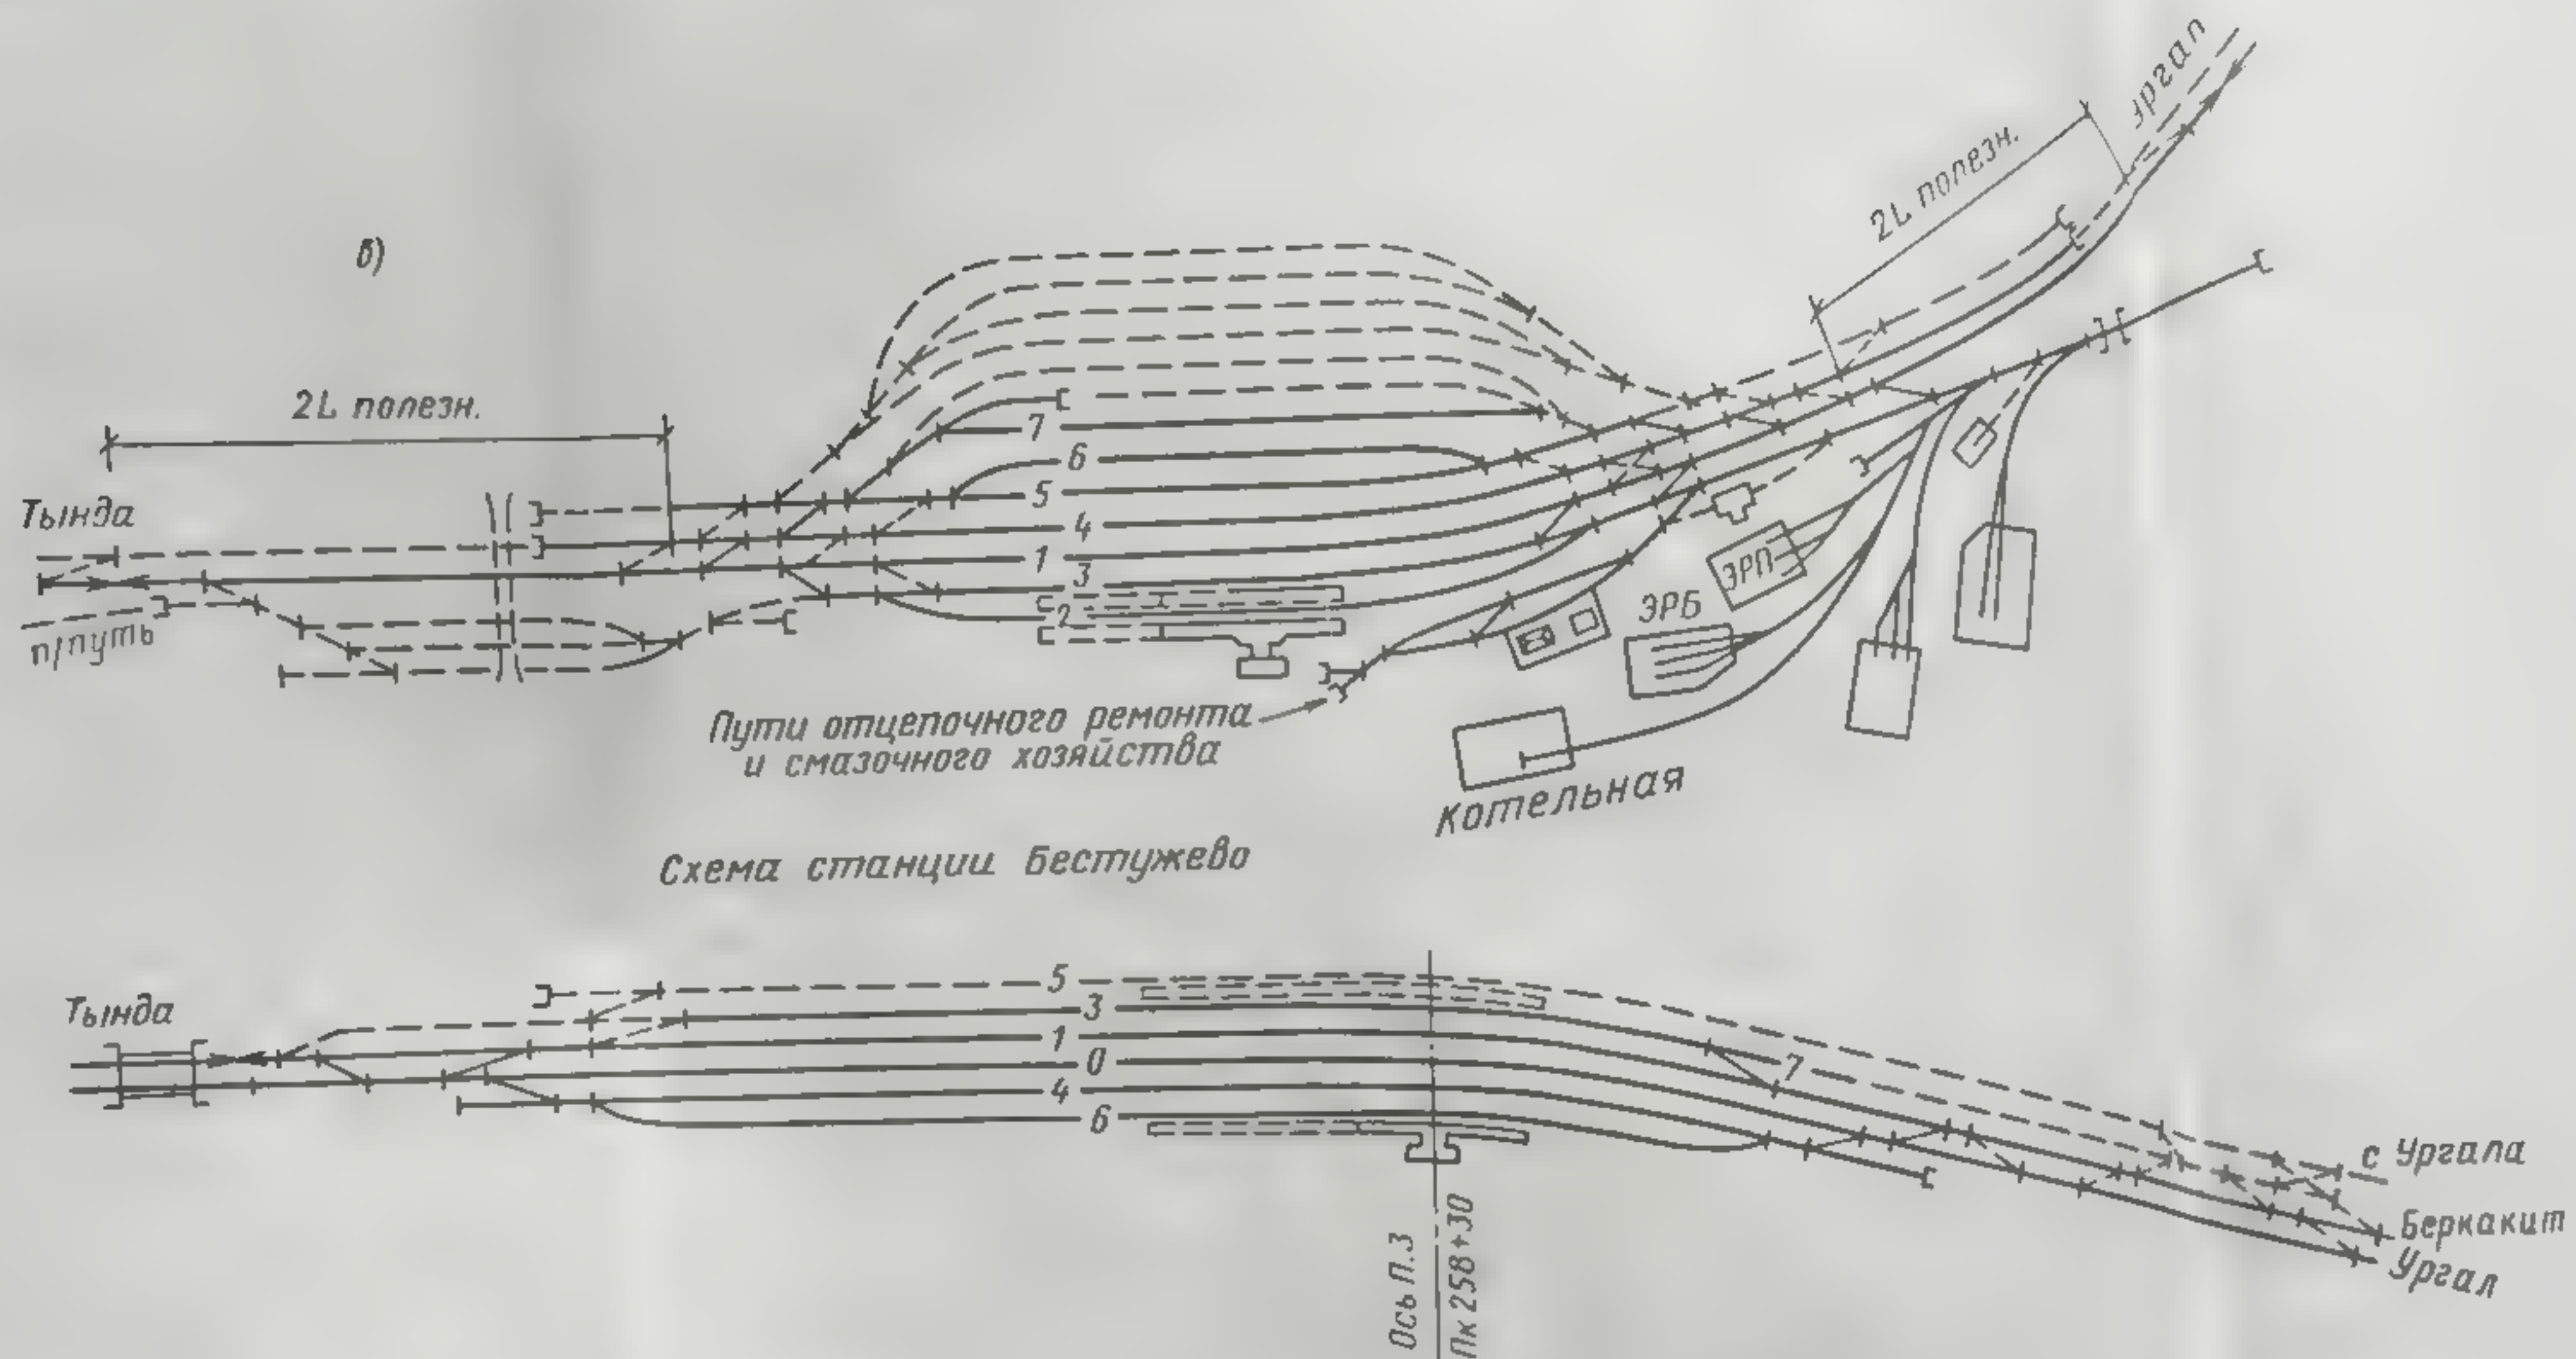 б)
2L полезн.
Ургал
2L полезн.
Тында
п/путь
7
6
5
4
1
3
2
ЭРП
ЭРБ
Пути отцепочного ремонта
и смазочного хозяйства
Котельная
Схема станции Бестужево
Тында
5
3
1
0
4
6
7
с Ургала
Беркакит
Ургал
Ось П.З
Пк 258+30